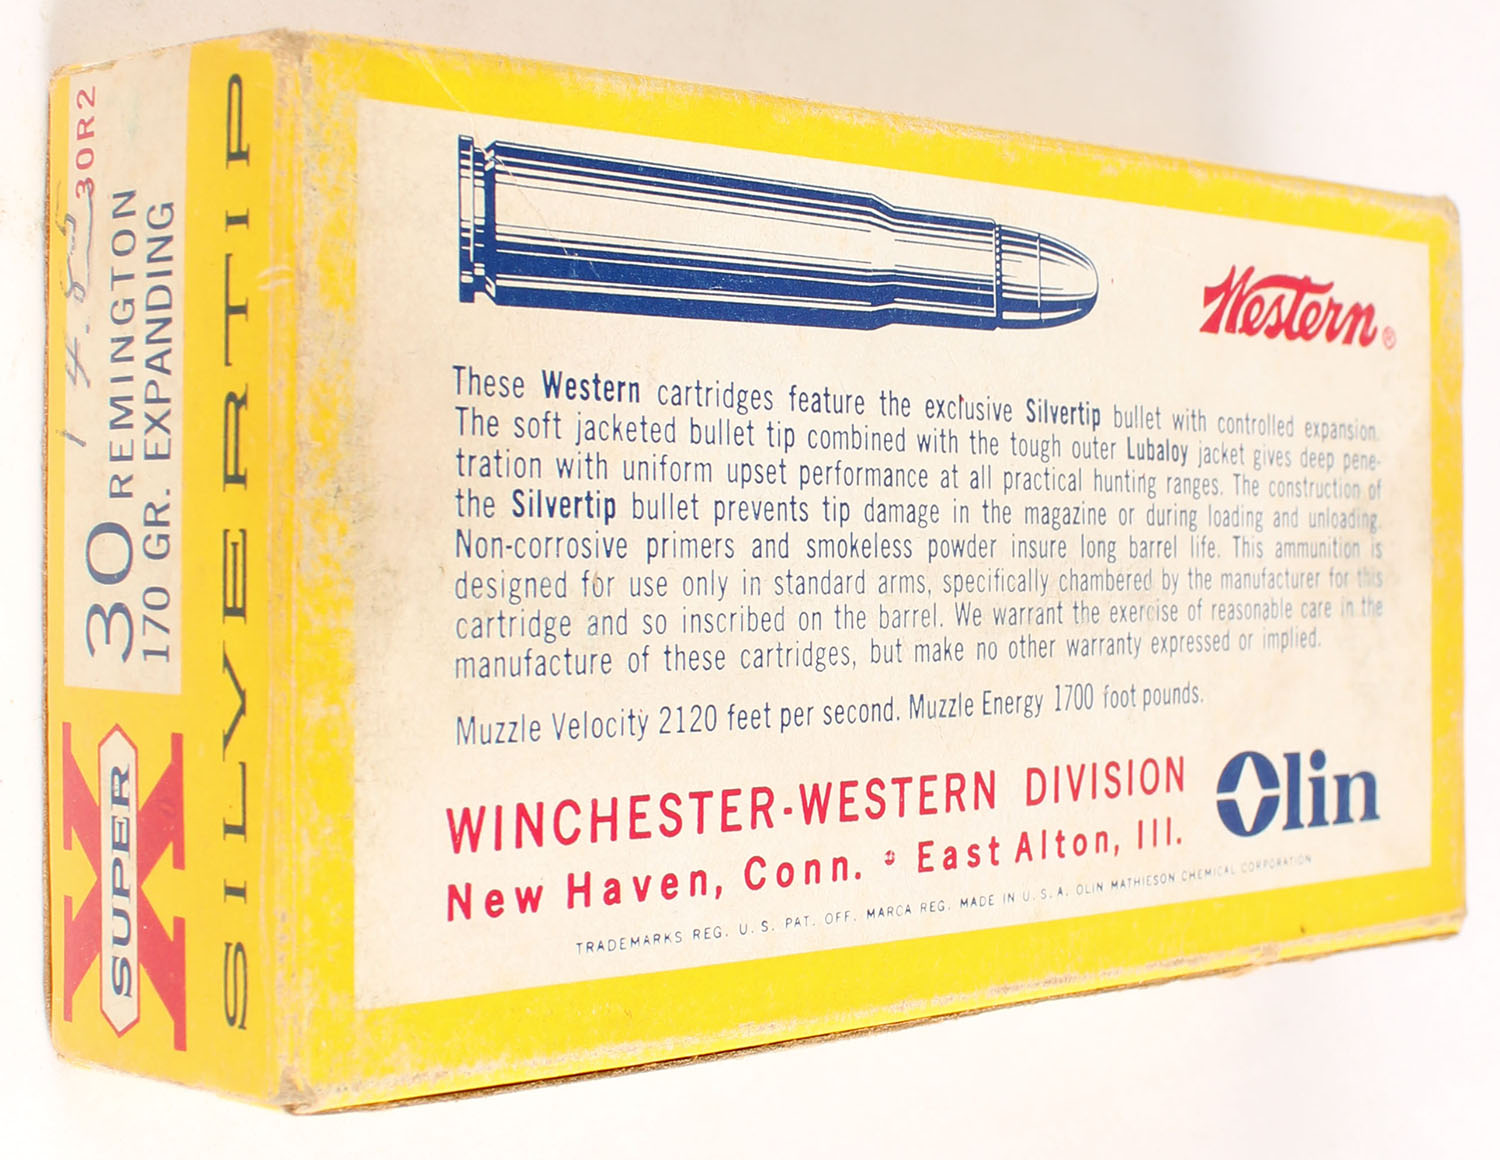 30R2
14.85
30 REMINGTON
170 GR. EXPANDING
SUPER X
SILVERTIP
Western ®
These Western cartridges feature the exclusive Silvertip bullet with controlled expansion.
The soft jacketed bullet tip combined with the tough outer Lubaloy jacket gives deep pene-
tration with uniform upset performance at all practical hunting ranges. The construction of
the Silvertip bullet prevents tip damage in the magazine or during loading and unloading.
Non-corrosive primers and smokeless powder insure long barrel life. This ammunition is
designed for use only in standard arms, specifically chambered by the manufacturer for this
cartridge and so inscribed on the barrel. We warrant the exercise of reasonable care in the
manufacture of these cartridges, but make no other warranty expressed or implied.
Muzzle Velocity 2120 feet per second. Muzzle Energy 1700 foot pounds.
WINCHESTER-WESTERN DIVISION
New Haven, Conn. • East Alton, Ill.
Olin
TRADEMARKS REG. U. S. PAT. OFF. MARCA REG. MADE IN U. S. A. OLIN MATHIESON CHEMICAL CORPORATION